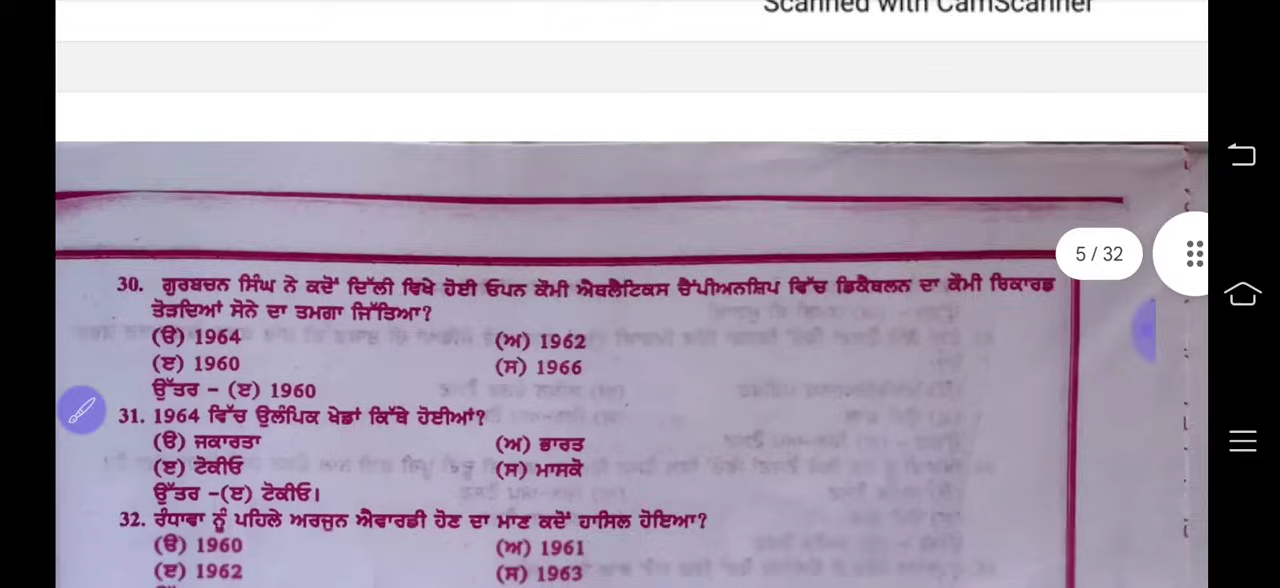 Scanned with CamScanner
5 / 32
30. ਗੁਰਬਚਨ ਸਿੰਘ ਨੇ ਕਦੋਂ ਦਿੱਲੀ ਵਿਖੇ ਹੋਈ ਓਪਨ ਕੌਮੀ ਐਥਲੈਟਿਕਸ ਚੈਂਪੀਅਨਸ਼ਿਪ ਵਿੱਚ ਡਿਕੈਥਲਨ ਦਾ ਕੌਮੀ ਰਿਕਾਰਡ
ਤੋੜਦਿਆਂ ਸੋਨੇ ਦਾ ਤਮਗਾ ਜਿੱਤਿਆ?
(ੳ) 1964 (ਅ) 1962
(ੲ) 1960 (ਸ) 1966
ਉੱਤਰ - (ੲ) 1960
31. 1964 ਵਿੱਚ ਉਲੰਪਿਕ ਖੇਡਾਂ ਕਿੱਥੇ ਹੋਈਆਂ?
(ੳ) ਜਕਾਰਤਾ (ਅ) ਭਾਰਤ
(ੲ) ਟੋਕੀਓ (ਸ) ਮਾਸਕੋ
ਉੱਤਰ -(ੲ) ਟੋਕੀਓ।
32. ਰੰਧਾਵਾ ਨੂੰ ਪਹਿਲੇ ਅਰਜੁਨ ਐਵਾਰਡੀ ਹੋਣ ਦਾ ਮਾਣ ਕਦੋਂ ਹਾਸਿਲ ਹੋਇਆ?
(ੳ) 1960 (ਅ) 1961
(ੲ) 1962 (ਸ) 1963